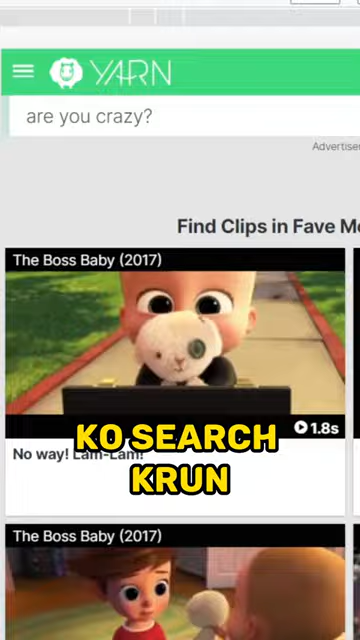 YARN
are you crazy?
Find Clips in Fave
The Boss Baby (2017)
1.8s
No way! Lam-Lam!
KO SEARCH
KRUN
The Boss Baby (2017)